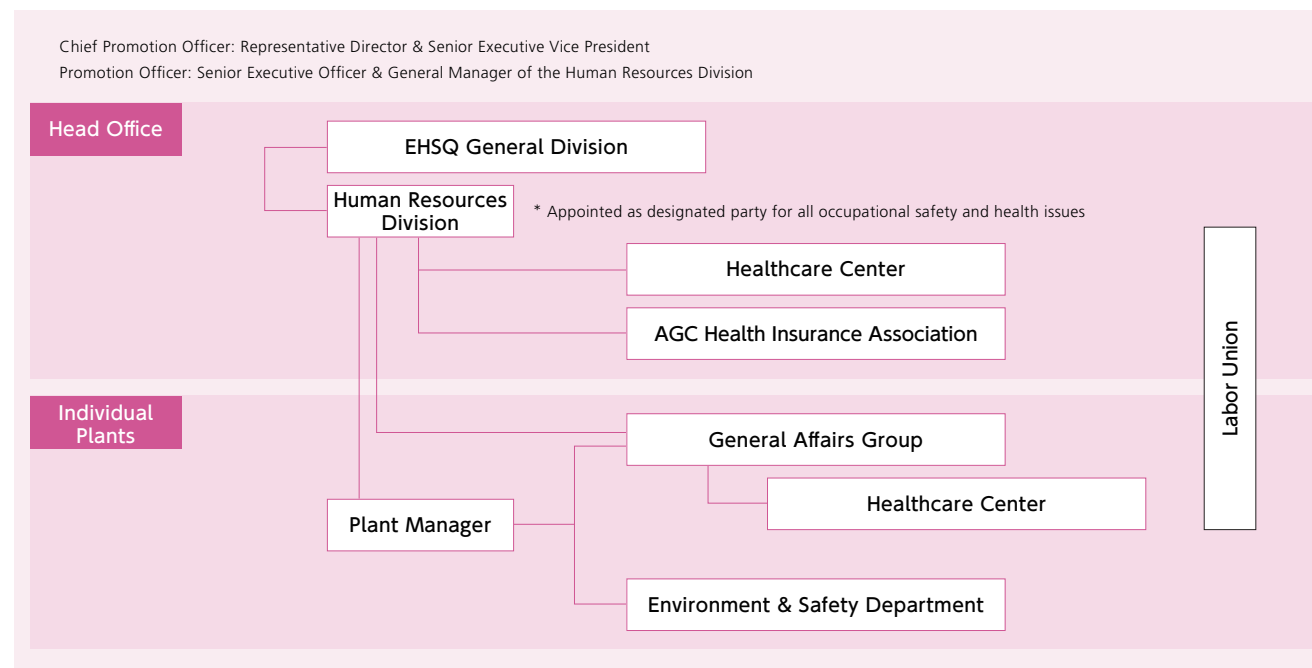 Chief Promotion Officer: Representative Director & Senior Executive Vice President
Promotion Officer: Senior Executive Officer & General Manager of the Human Resources Division
Head Office
EHSQ General Division
Human Resources
Division
* Appointed as designated party for all occupational safety and health issues
Healthcare Center
AGC Health Insurance Association
Labor Union
Individual
Plants
General Affairs Group
Healthcare Center
Plant Manager
Environment & Safety Department